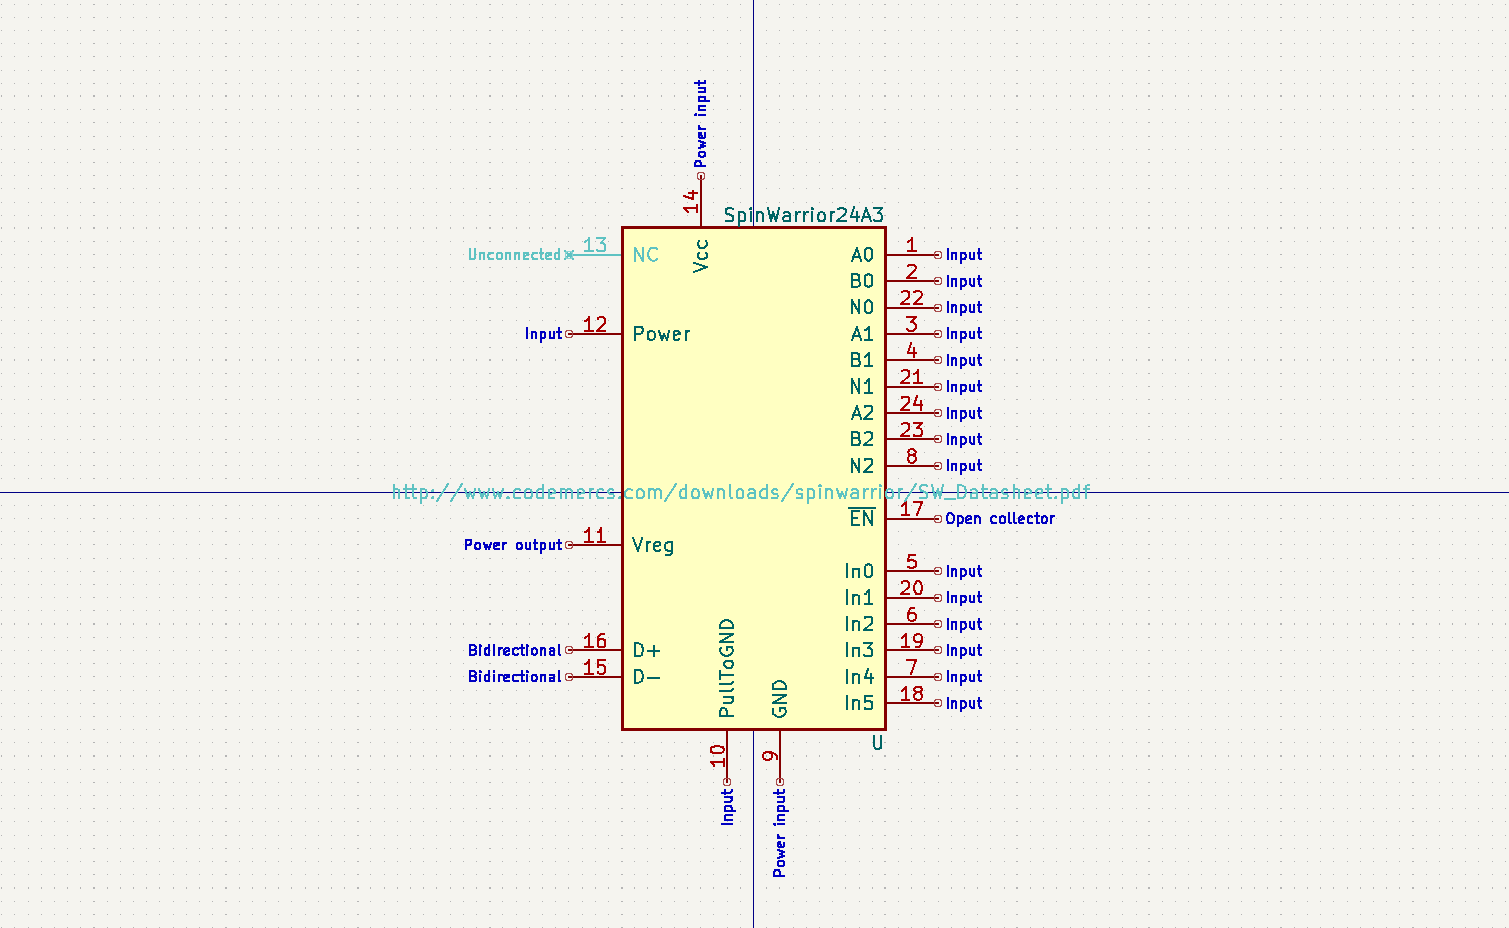 Power input
14
SpinWarrior24A3
Unconnected 13 NC
Vcc
A0 1 Input
B0 2 Input
N0 22 Input
Input 12 Power
A1 3 Input
B1 4 Input
N1 21 Input
A2 24 Input
B2 23 Input
N2 8 Input
http://www.codemercs.com/downloads/spinwarrior/SW_Datasheet.pdf
EN 17 Open collector
Power output 11 Vreg
In0 5 Input
In1 20 Input
In2 6 Input
Bidirectional 16 D+
In3 19 Input
Bidirectional 15 D−
In4 7 Input
In5 18 Input
PullToGND
GND
U
10
9
Input
Power input